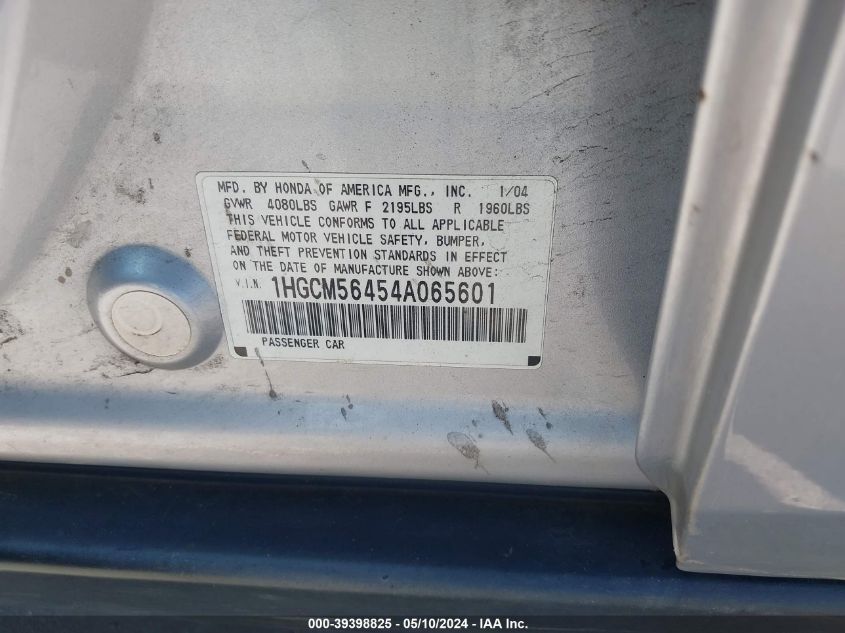 MFD. BY HONDA OF AMERICA MFG., INC. 1/04
GVWR 4080LBS GAWR F 2195LBS R 1960LBS
THIS VEHICLE CONFORMS TO ALL APPLICABLE
FEDERAL MOTOR VEHICLE SAFETY, BUMPER,
AND THEFT PREVENTION STANDARDS IN EFFECT
ON THE DATE OF MANUFACTURE SHOWN ABOVE:
V.I.N. 1HGCM56454A065601
PASSENGER CAR
000-39398825 - 05/10/2024 - IAA Inc.